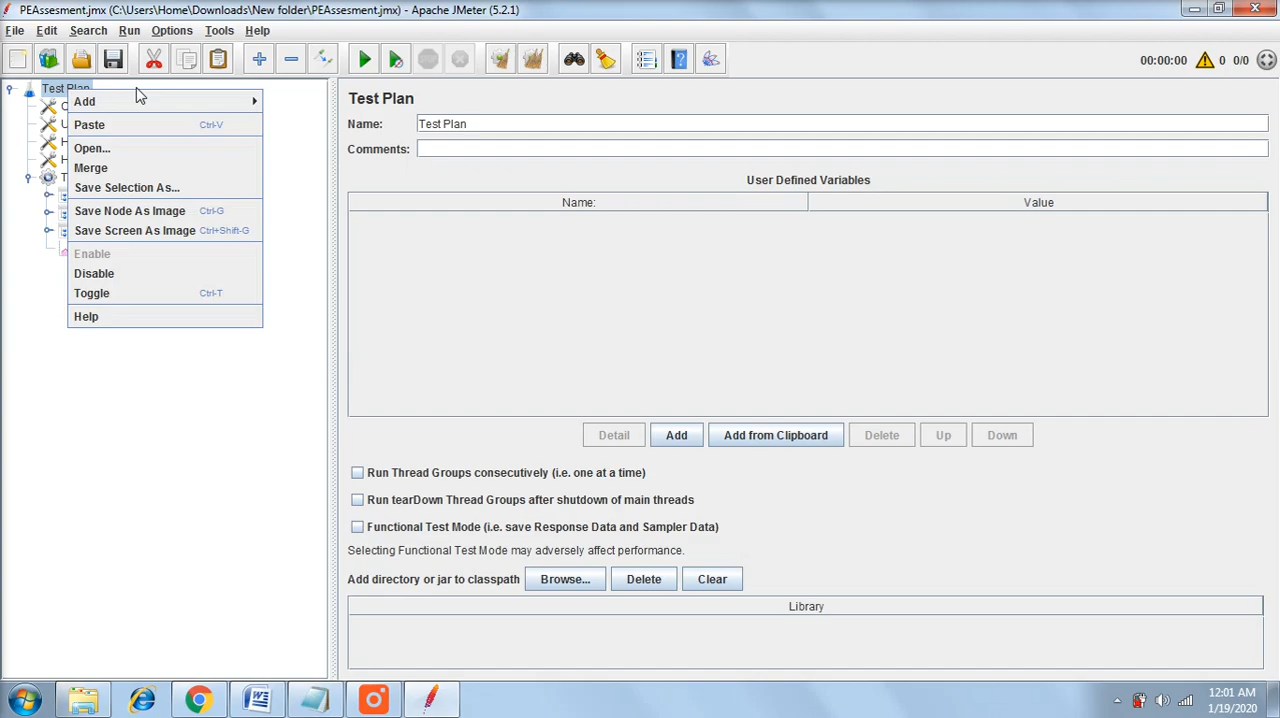 PEAssesment.jmx (C:\Users\Home\Downloads\New folder\PEAssesment.jmx) - Apache JMeter (5.2.1)
File Edit Search Run Options Tools Help
00:00:00 0 0/0
Test Plan
Add
Paste Ctrl-V
Open...
Merge
Save Selection As...
Save Node As Image Ctrl-G
Save Screen As Image Ctrl+Shift-G
Enable
Disable
Toggle Ctrl-T
Help
Test Plan
Name: Test Plan
Comments:
User Defined Variables
Name: Value
Detail Add Add from Clipboard Delete Up Down
Run Thread Groups consecutively (i.e. one at a time)
Run tearDown Thread Groups after shutdown of main threads
Functional Test Mode (i.e. save Response Data and Sampler Data)
Selecting Functional Test Mode may adversely affect performance.
Add directory or jar to classpath Browse... Delete Clear
Library
12:01 AM
1/19/2020